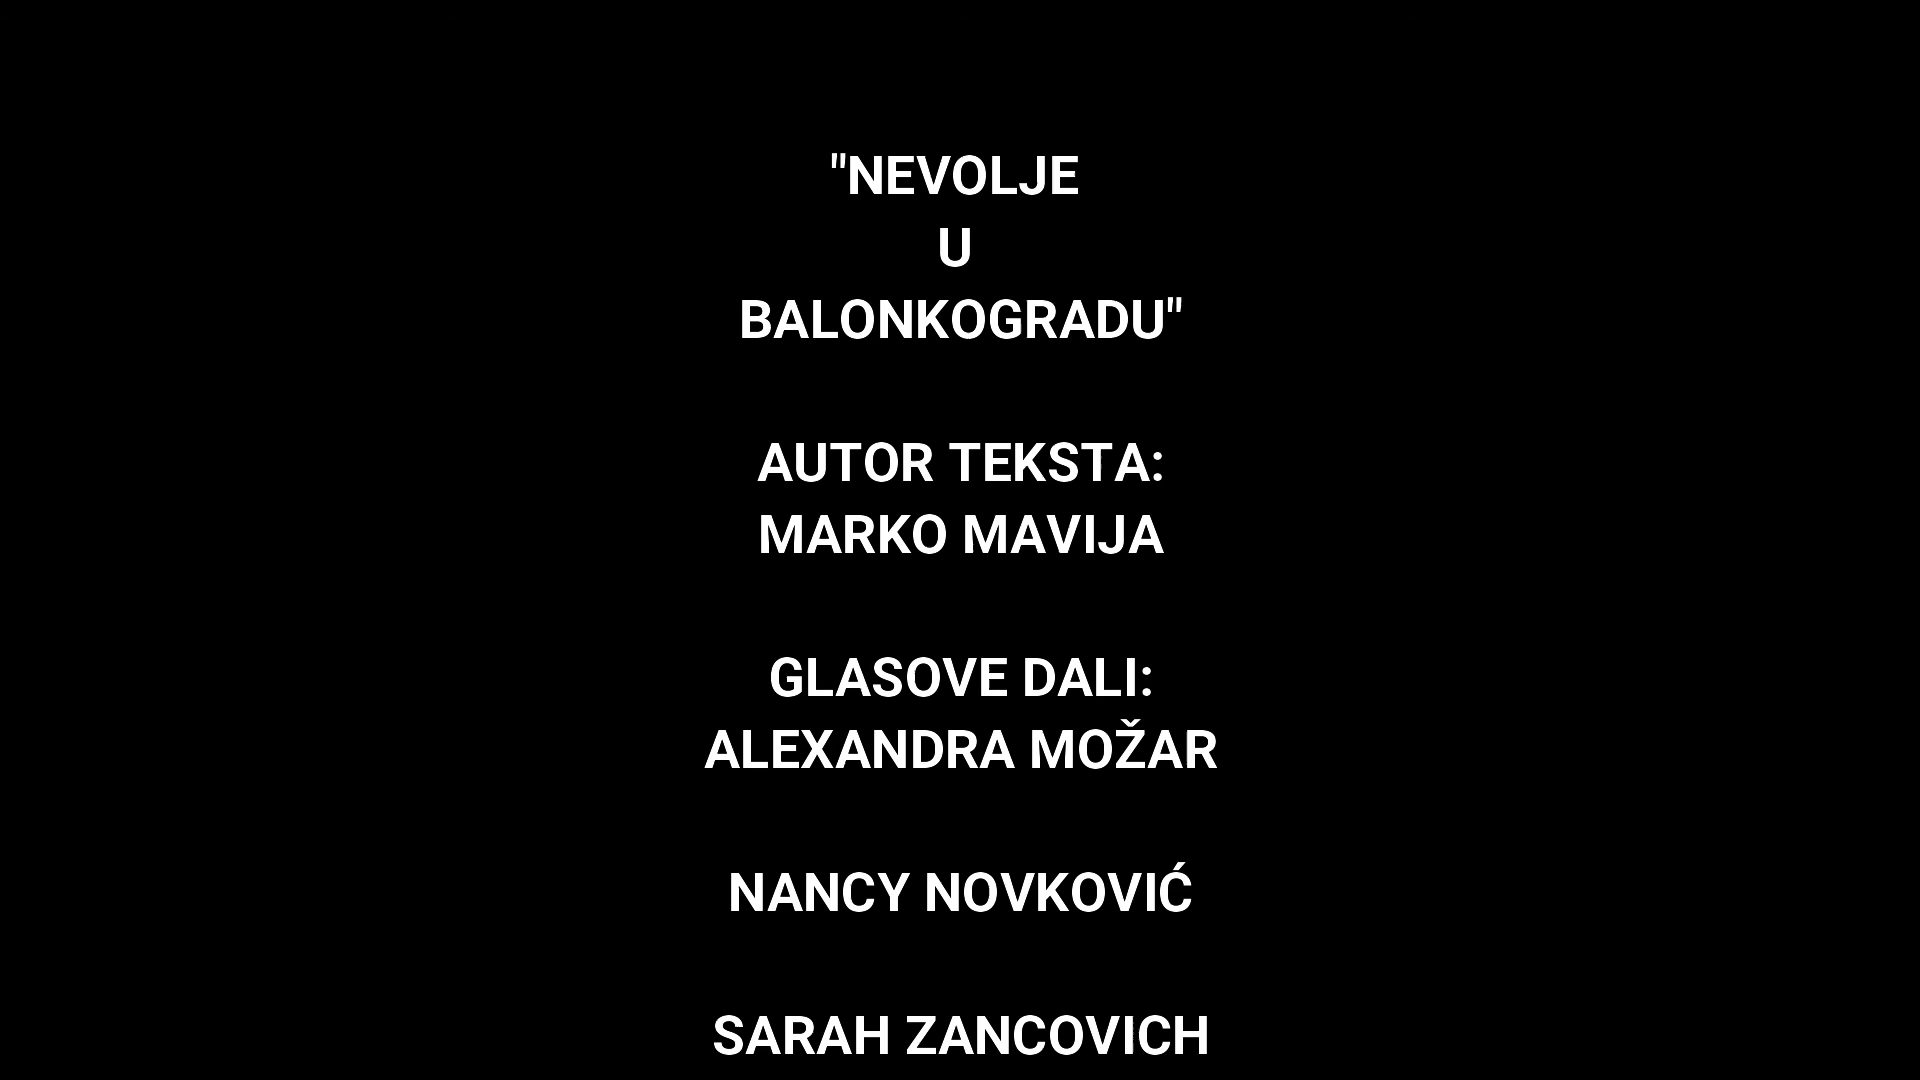 "NEVOLJE
U
BALONKOGRADU"
AUTOR TEKSTA:
MARKO MAVIJA
GLASOVE DALI:
ALEXANDRA MOŽAR
NANCY NOVKOVIĆ
SARAH ZANCOVICH